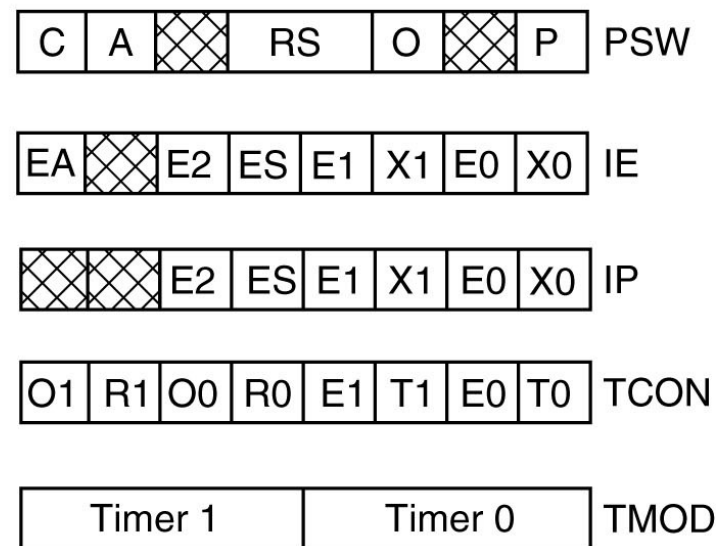 C A RS O P PSW
EA E2 ES E1 X1 E0 X0 IE
E2 ES E1 X1 E0 X0 IP
O1 R1 O0 R0 E1 T1 E0 T0 TCON
Timer 1 Timer 0 TMOD